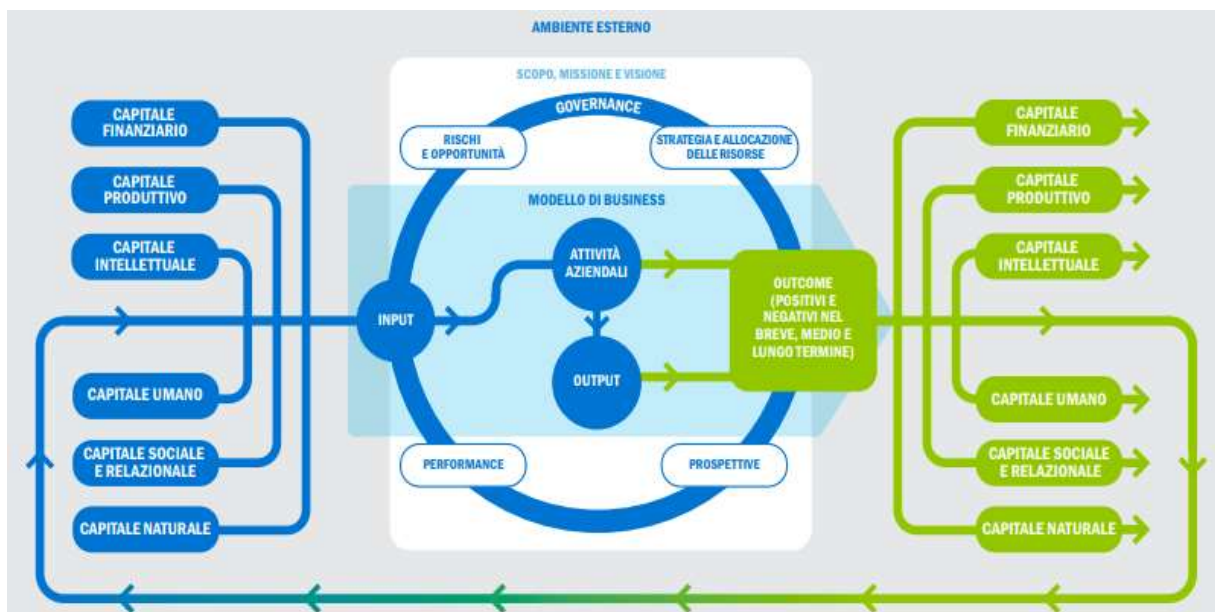 AMBIENTE ESTERNO
SCOPO, MISSIONE E VISIONE
GOVERNANCE
CAPITALE
FINANZIARIO
CAPITALE
PRODUTTIVO
CAPITALE
INTELLETTUALE
CAPITALE UMANO
CAPITALE SOCIALE
E RELAZIONALE
CAPITALE NATURALE
RISCHI
E OPPORTUNITÀ
STRATEGIA E ALLOCAZIONE
DELLE RISORSE
MODELLO DI BUSINESS
INPUT
ATTIVITÀ
AZIENDALI
OUTPUT
OUTCOME
(POSITIVI E
NEGATIVI NEL
BREVE, MEDIO E
LUNGO TERMINE)
PERFORMANCE
PROSPETTIVE
CAPITALE
FINANZIARIO
CAPITALE
PRODUTTIVO
CAPITALE
INTELLETTUALE
CAPITALE UMANO
CAPITALE SOCIALE
E RELAZIONALE
CAPITALE NATURALE